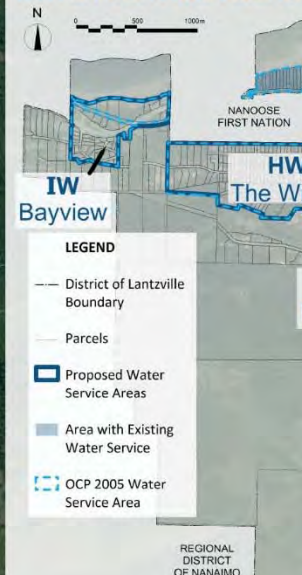 N
0 500 1000m
NANOOSE
FIRST NATION
HW
The W
IW
Bayview
LEGEND
District of Lantzville
Boundary
Parcels
Proposed Water
Service Areas
Area with Existing
Water Service
OCP 2005 Water
Service Area
REGIONAL
DISTRICT
OF NANAIMO